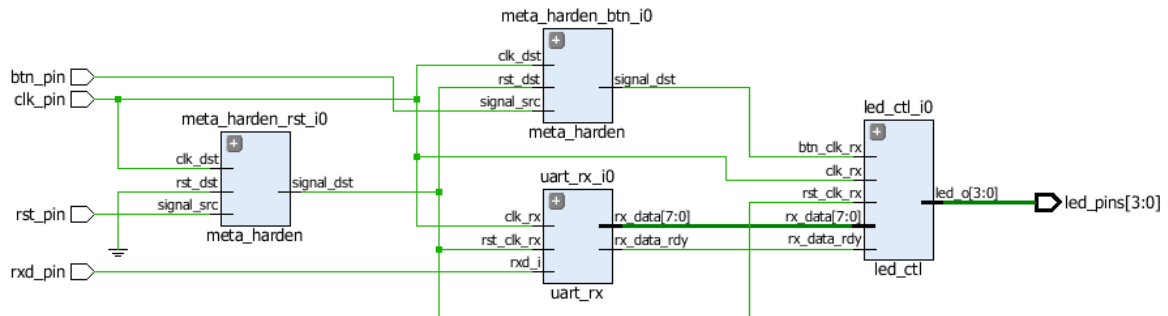 meta_harden_btn_i0
clk_dst
rst_dst
signal_src
signal_dst
meta_harden
btn_pin
clk_pin
rst_pin
rxd_pin
meta_harden_rst_i0
clk_dst
rst_dst
signal_src
signal_dst
meta_harden
uart_rx_i0
clk_rx
rst_clk_rx
rxd_i
rx_data[7:0]
rx_data_rdy
uart_rx
led_ctl_i0
btn_clk_rx
clk_rx
rst_clk_rx
rx_data[7:0]
rx_data_rdy
led_o[3:0]
led_ctl
led_pins[3:0]